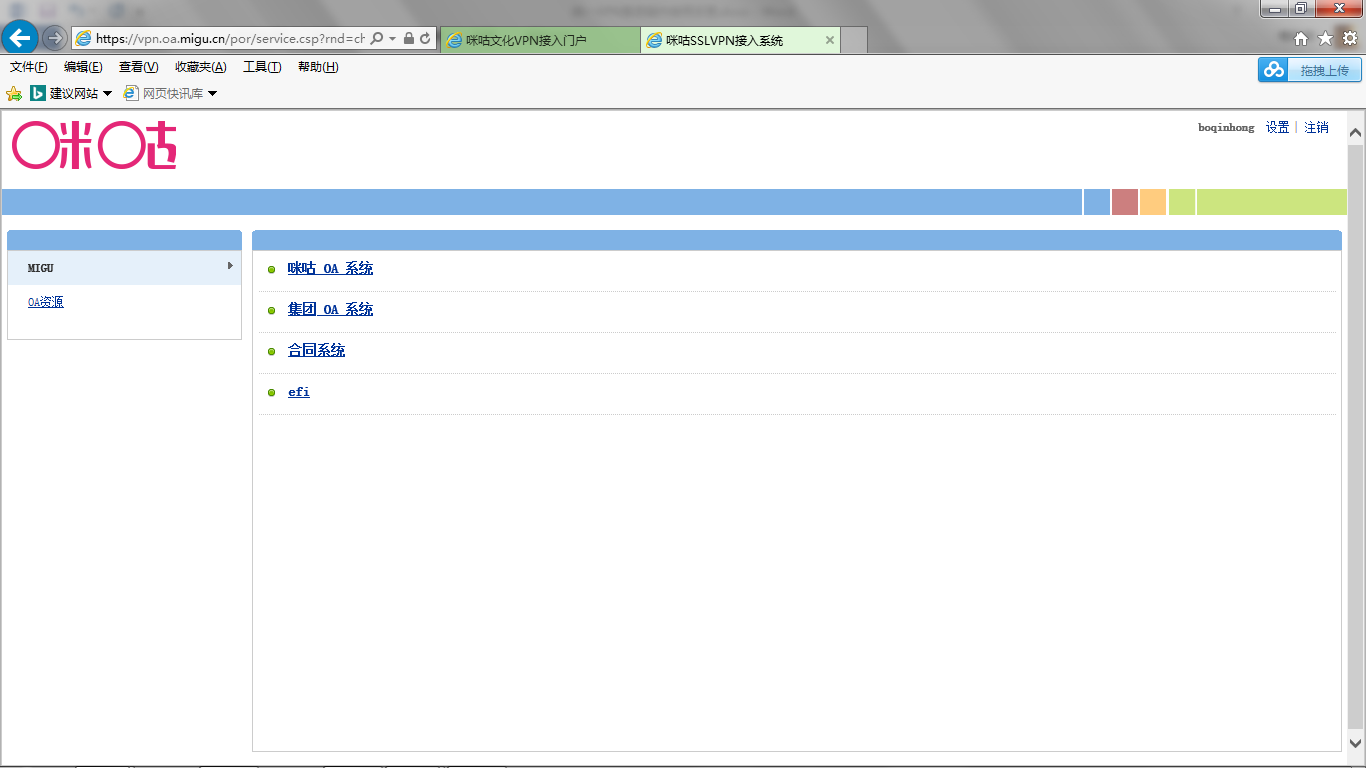 https://vpn.oa.migu.cn/por/service.csp?rnd=ch
咪咕文化VPN接入门户
咪咕SSLVPN接入系统
文件(F) 编辑(E) 查看(V) 收藏夹(A) 工具(T) 帮助(H)
拖拽上传
建议网站 网页快讯库
咪咕
boqinhong 设置 | 注销
MIGU
OA资源
咪咕 OA 系统
集团 OA 系统
合同系统
efi